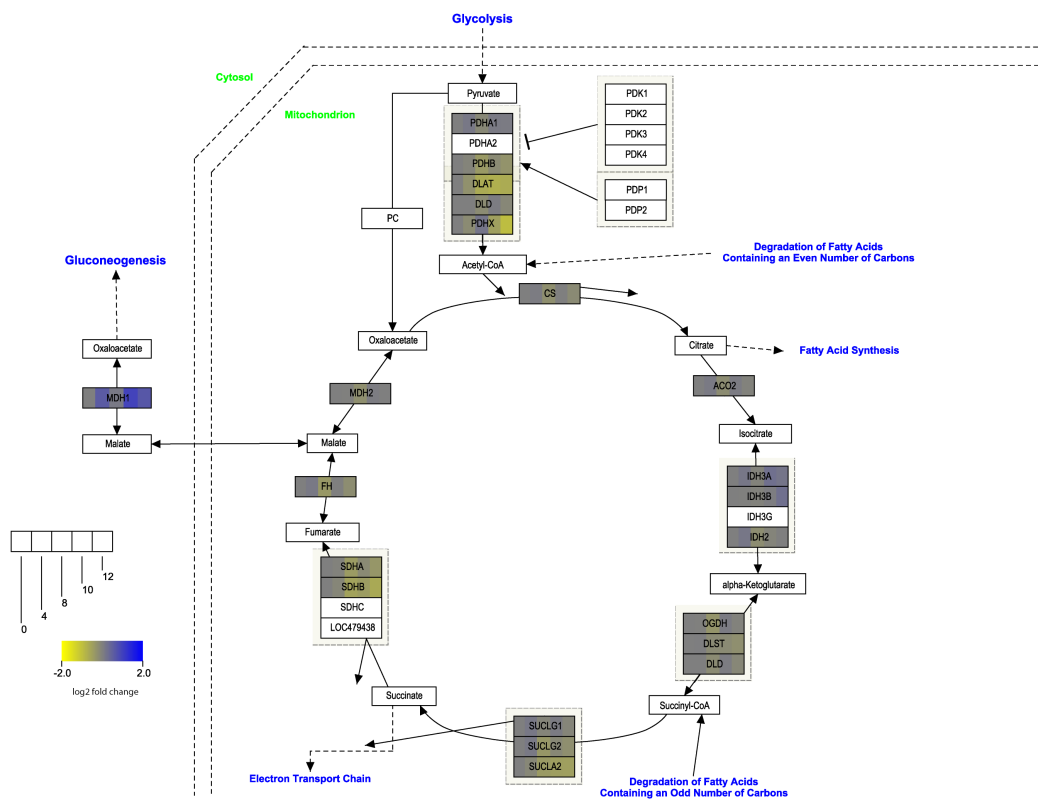 Glycolysis
Cytosol
Mitochondrion
Pyruvate
PDHA1
PDHA2
PDHB
DLAT
DLD
PDHX
PDK1
PDK2
PDK3
PDK4
PDP1
PDP2
PC
Gluconeogenesis
Acetyl-CoA
Degradation of Fatty Acids
Containing an Even Number of Carbons
CS
Oxaloacetate
Oxaloacetate
Citrate
Fatty Acid Synthesis
MDH1
MDH2
ACO2
Malate
Malate
Isocitrate
FH
IDH3A
IDH3B
IDH3G
IDH2
Fumarate
SDHA
SDHB
SDHC
LOC479438
alpha-Ketoglutarate
OGDH
DLST
DLD
0
4
8
10
12
-2.0
2.0
log2 fold change
Succinate
Succinyl-CoA
SUCLG1
SUCLG2
SUCLA2
Electron Transport Chain
Degradation of Fatty Acids
Containing an Odd Number of Carbons